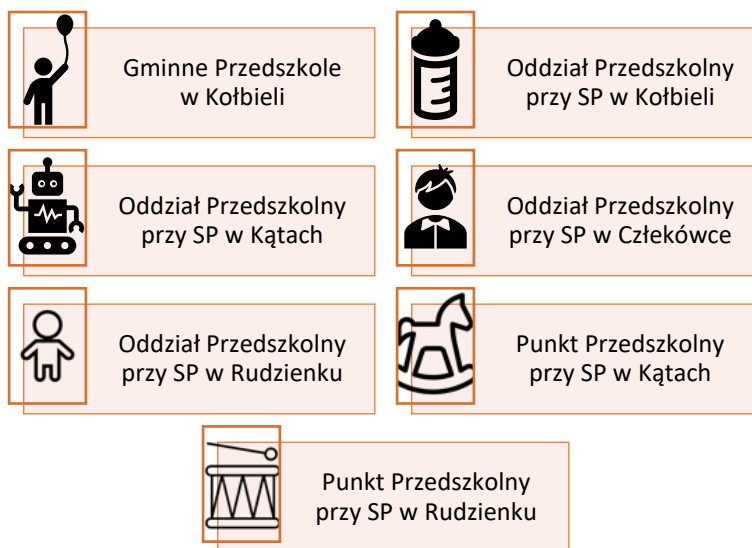 Gminne Przedszkole
w Kołbieli
Oddział Przedszkolny
przy SP w Kołbieli
Oddział Przedszkolny
przy SP w Kątach
Oddział Przedszkolny
przy SP w Człekówce
Oddział Przedszkolny
przy SP w Rudzienku
Punkt Przedszkolny
przy SP w Kątach
Punkt Przedszkolny
przy SP w Rudzienku